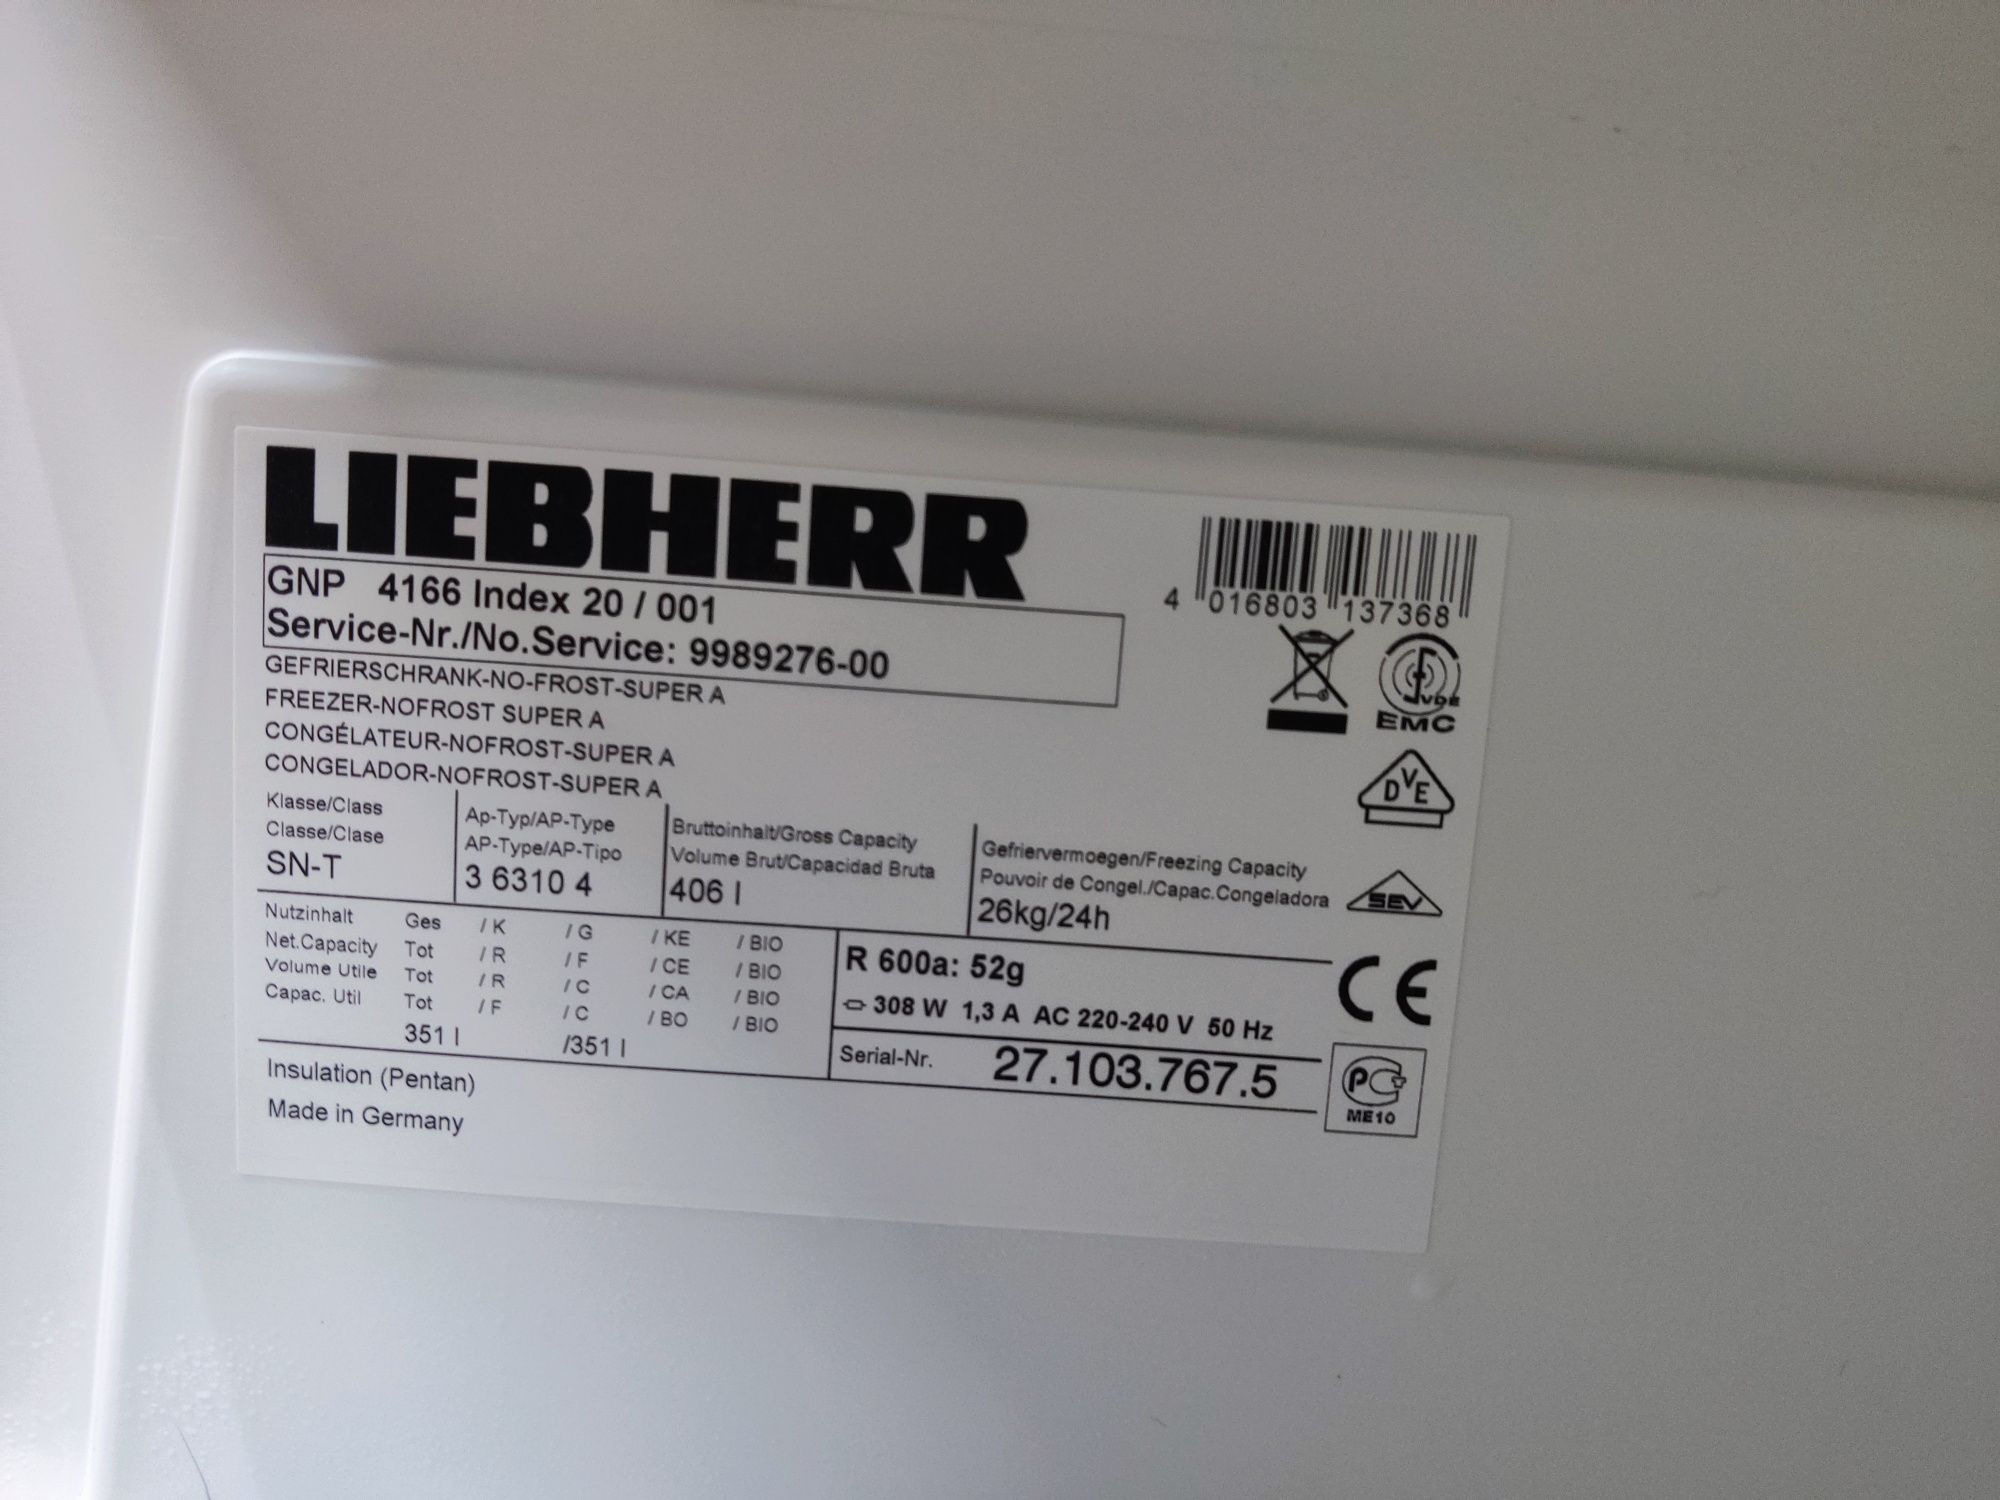 LIEBHERR
GNP 4166 Index 20 / 001
Service-Nr./No.Service: 9989276-00
4 016803 137368
GEFRIERSCHRANK-NO-FROST-SUPER A
FREEZER-NOFROST SUPER A
CONGÉLATEUR-NOFROST-SUPER A
CONGELADOR-NOFROST-SUPER A
VDE
EMC
DVE
Klasse/Class
Classe/Clase
SN-T
Ap-Typ/AP-Type
AP-Type/AP-Tipo
3 6310 4
Bruttoinhalt/Gross Capacity
Volume Brut/Capacidad Bruta
406 l
Gefriervermoegen/Freezing Capacity
Pouvoir de Congel./Capac.Congeladora
26kg/24h
SEV
Nutzinhalt Ges / K / G / KE / BIO
Net.Capacity Tot / R / F / CE / BIO
Volume Utile Tot / R / C / CA / BIO
Capac. Util Tot / F / C / BO / BIO
351 l /351 l
R 600a: 52g
308 W 1,3 A AC 220-240 V 50 Hz
CE
Serial-Nr. 27.103.767.5
Insulation (Pentan)
Made in Germany
РСТ
ME10